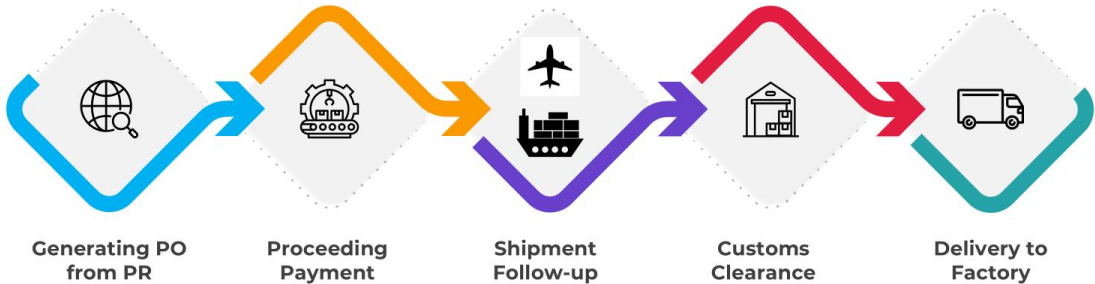 Generating PO
from PR
Proceeding
Payment
Shipment
Follow-up
Customs
Clearance
Delivery to
Factory